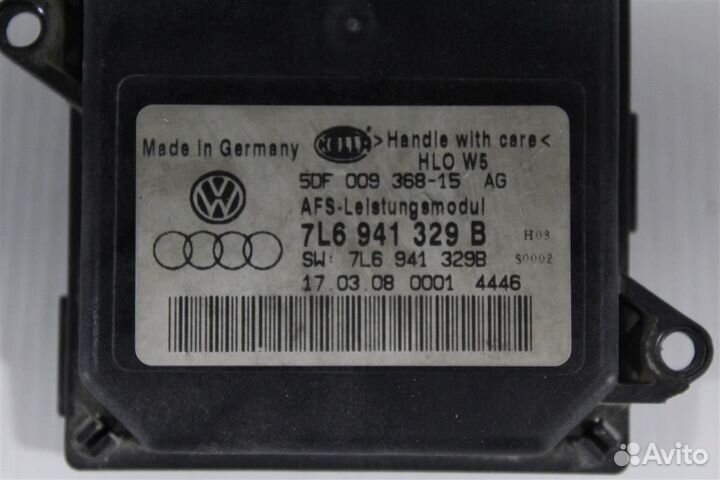 Made in Germany
HELLA
>Handle with care<
HLO W5
5DF 009 368-15 AG
AFS-Leistungsmodul
7L6 941 329 B H08
SW: 7L6 941 329B S0002
17.03.08 0001 4446
Avito